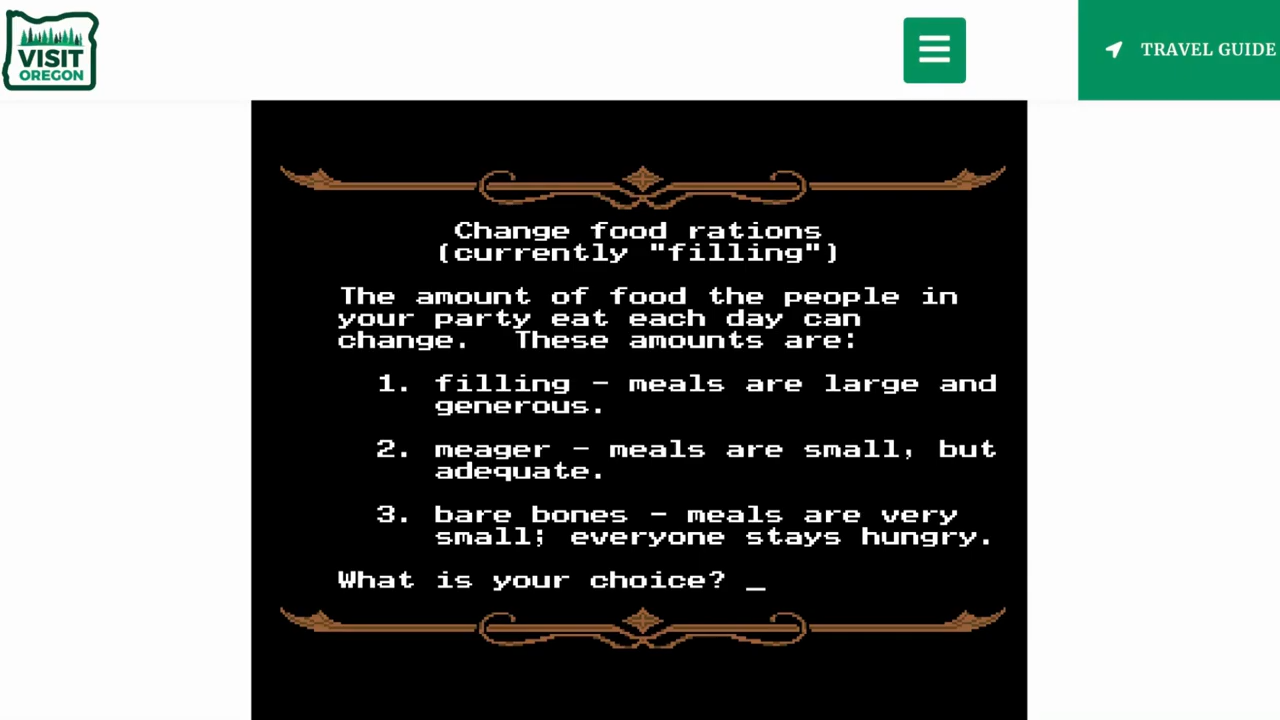 VISIT
OREGON
TRAVEL GUIDE
Change food rations
(currently "filling")
The amount of food the people in
your party eat each day can
change. These amounts are:
1. filling - meals are large and
generous.
2. meager - meals are small, but
adequate.
3. bare bones - meals are very
small; everyone stays hungry.
What is your choice? _